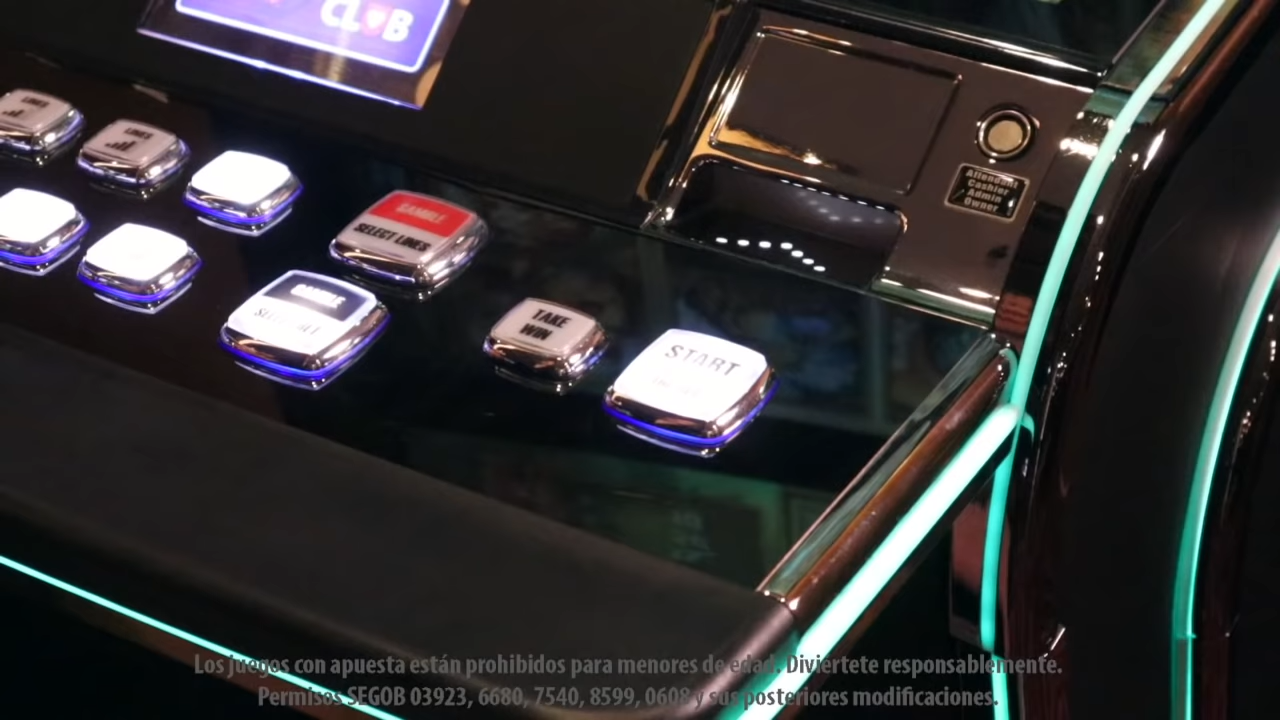 CLUB
LINES
LINES
GAMBLE
SELECT LINES
TAKE
WIN
START
Attendant
Cashier
Admin
Owner
Los juegos con apuesta están prohibidos para menores de edad. Diviertete responsablemente.
Permisos SEGOB 03923, 6680, 7540, 8599, 0608 y sus posteriores modificaciones.